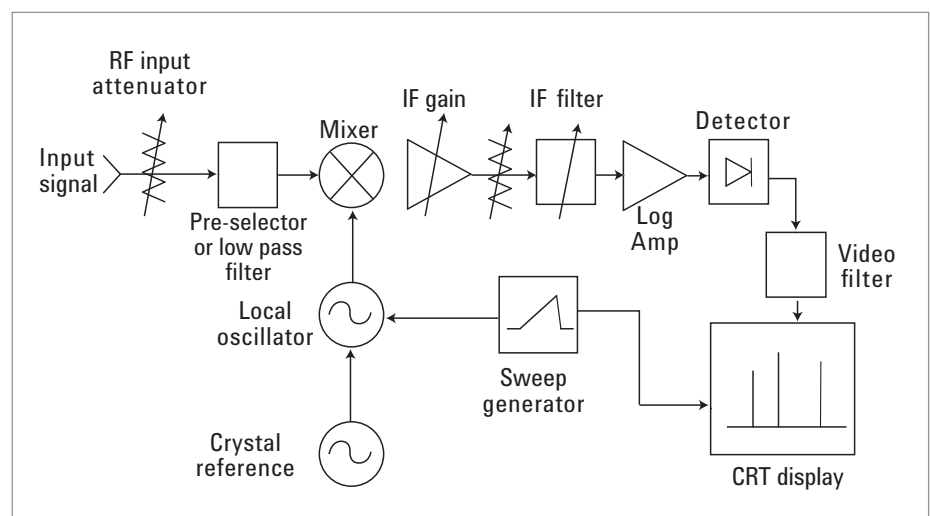 RF input
attenuator
IF gain
IF filter
Detector
Mixer
Input
signal
Pre-selector
or low pass
filter
Log
Amp
Video
filter
Local
oscillator
Sweep
generator
Crystal
reference
CRT display